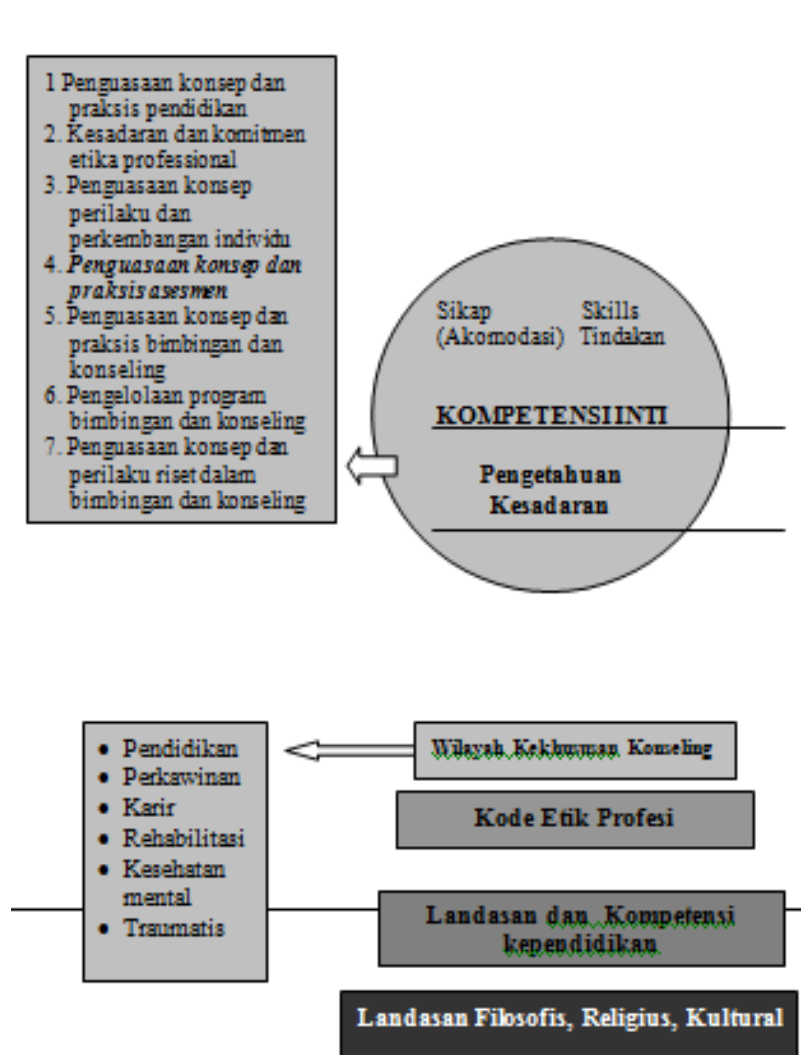 1 Penguasaan konsep dan
praksis pendidikan
2. Kesadaran dan komitmen
etika professional
3. Penguasaan konsep
perilaku dan
perkembangan individu
4. Penguasaan konsep dan
praksis asesmen
5. Penguasaan konsep dan
praksis bimbingan dan
konseling
6. Pengelolaan program
bimbingan dan konseling
7. Penguasaan konsep dan
perilaku riset dalam
bimbingan dan konseling
Sikap Skills
(Akomodasi) Tindakan
KOMPETENSI INTI
Pengetahuan
Kesadaran
• Pendidikan
• Perkawinan
• Karir
• Rehabilitasi
• Kesehatan
mental
• Traumatis
Wilayah Kekhususan Konseling
Kode Etik Profesi
Landasan dan Kompetensi
kependidikan
Landasan Filosofis, Religius, Kultural